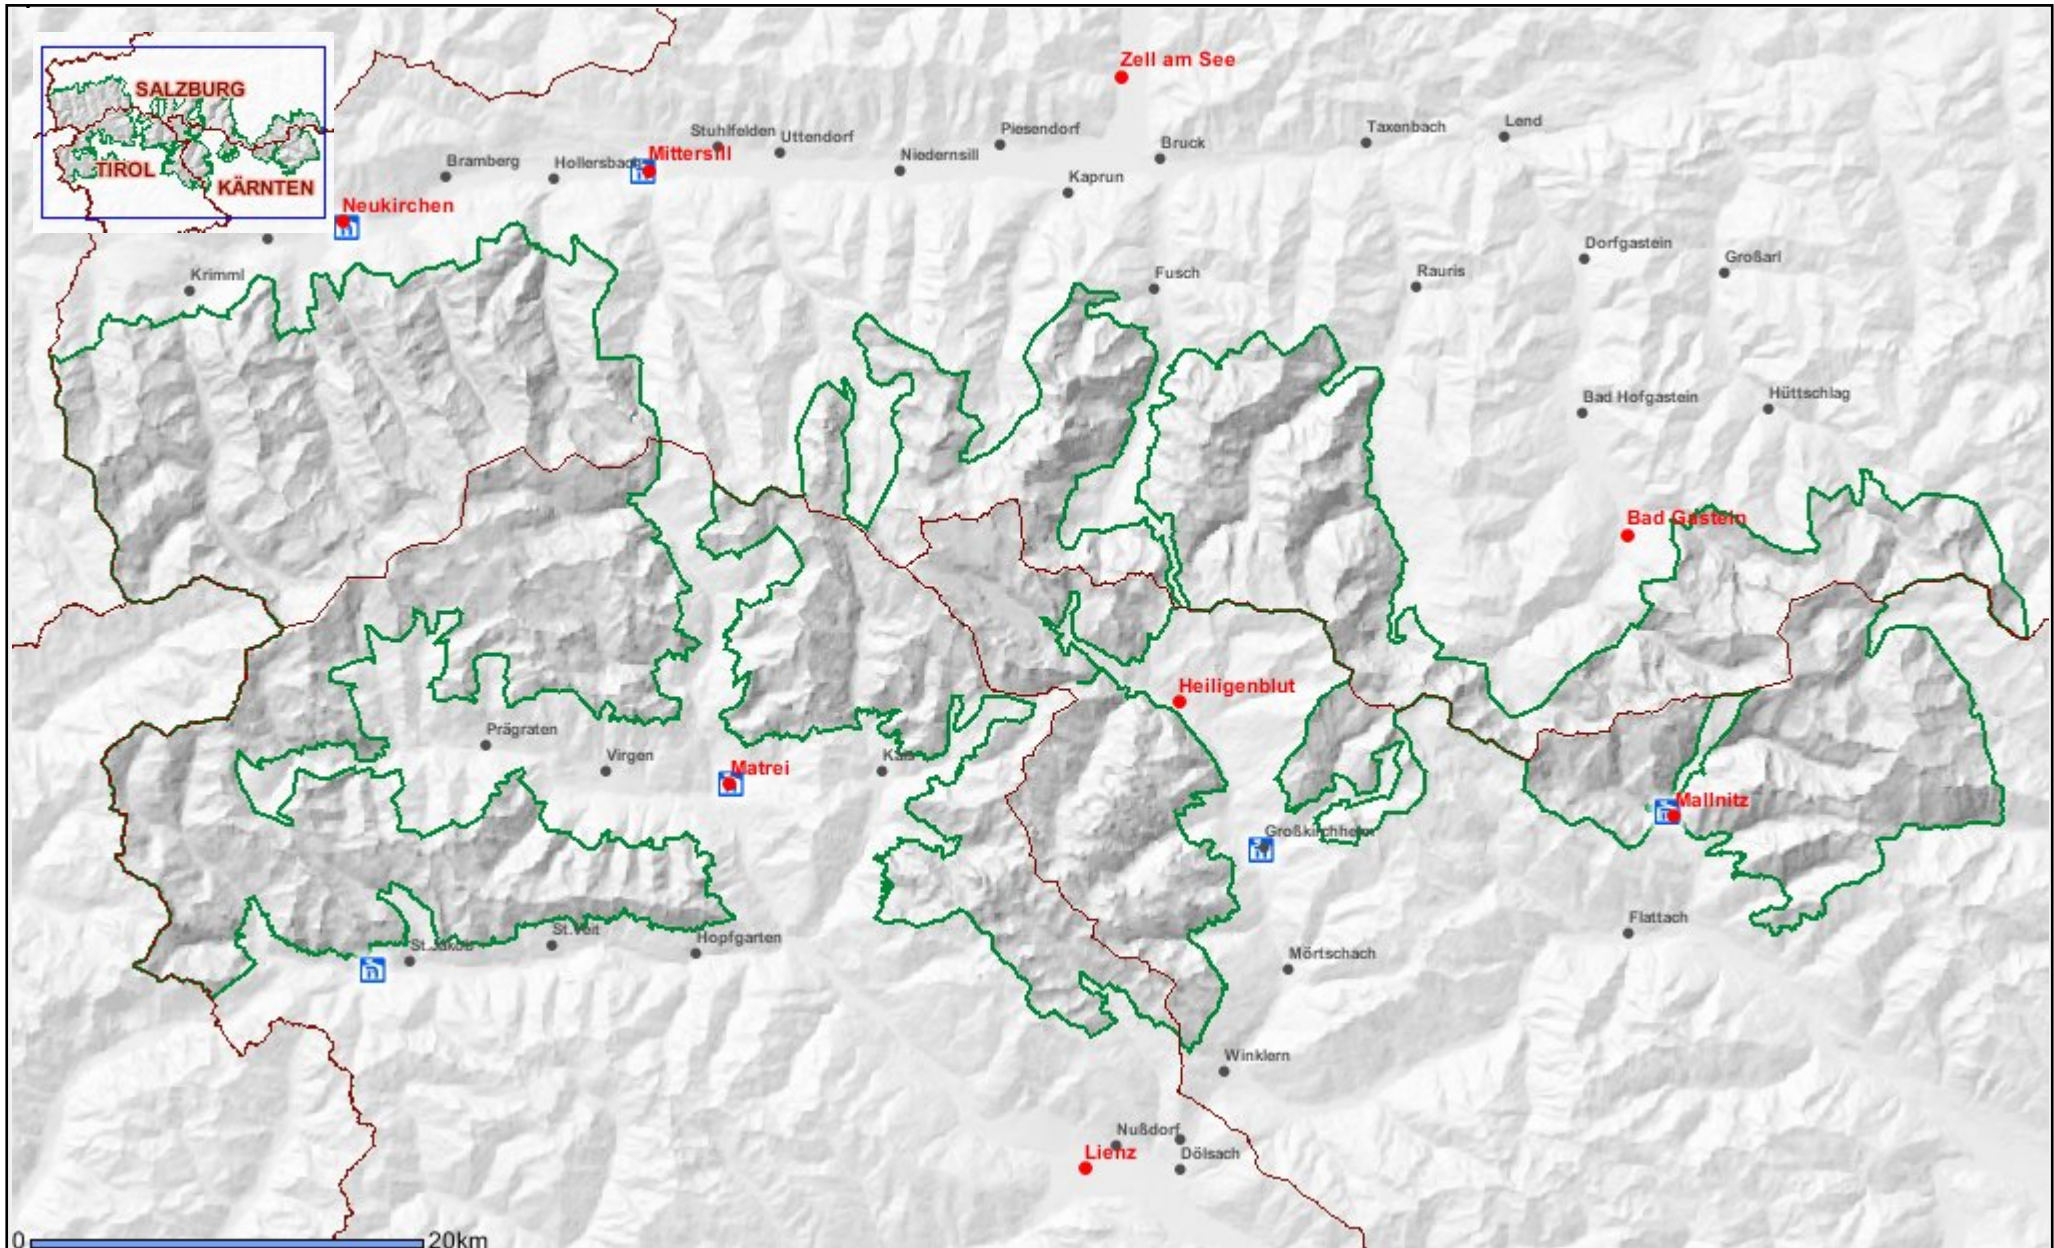 Zell am See
SALZBURG
TIROL
KÄRNTEN
Lend
Taxenbach
Piesendorf
Stuhlfelden
Uttendorf
Bruck
Mittersill
Niedernsill
Bramberg
Hollersbach
Kaprun
Neukirchen
Dorfgastein
Großarl
Krimml
Fusch
Rauris
Bad Hofgastein
Hüttschlag
Bad Gastein
Heiligenblut
Prägraten
Virgen
Matrei
Kals
Mallnitz
Großkirchheim
Flattach
St.Jakob
St.Veit
Hopfgarten
Mörtschach
Winklern
Nußdorf
Lienz
Dölsach
0
20km